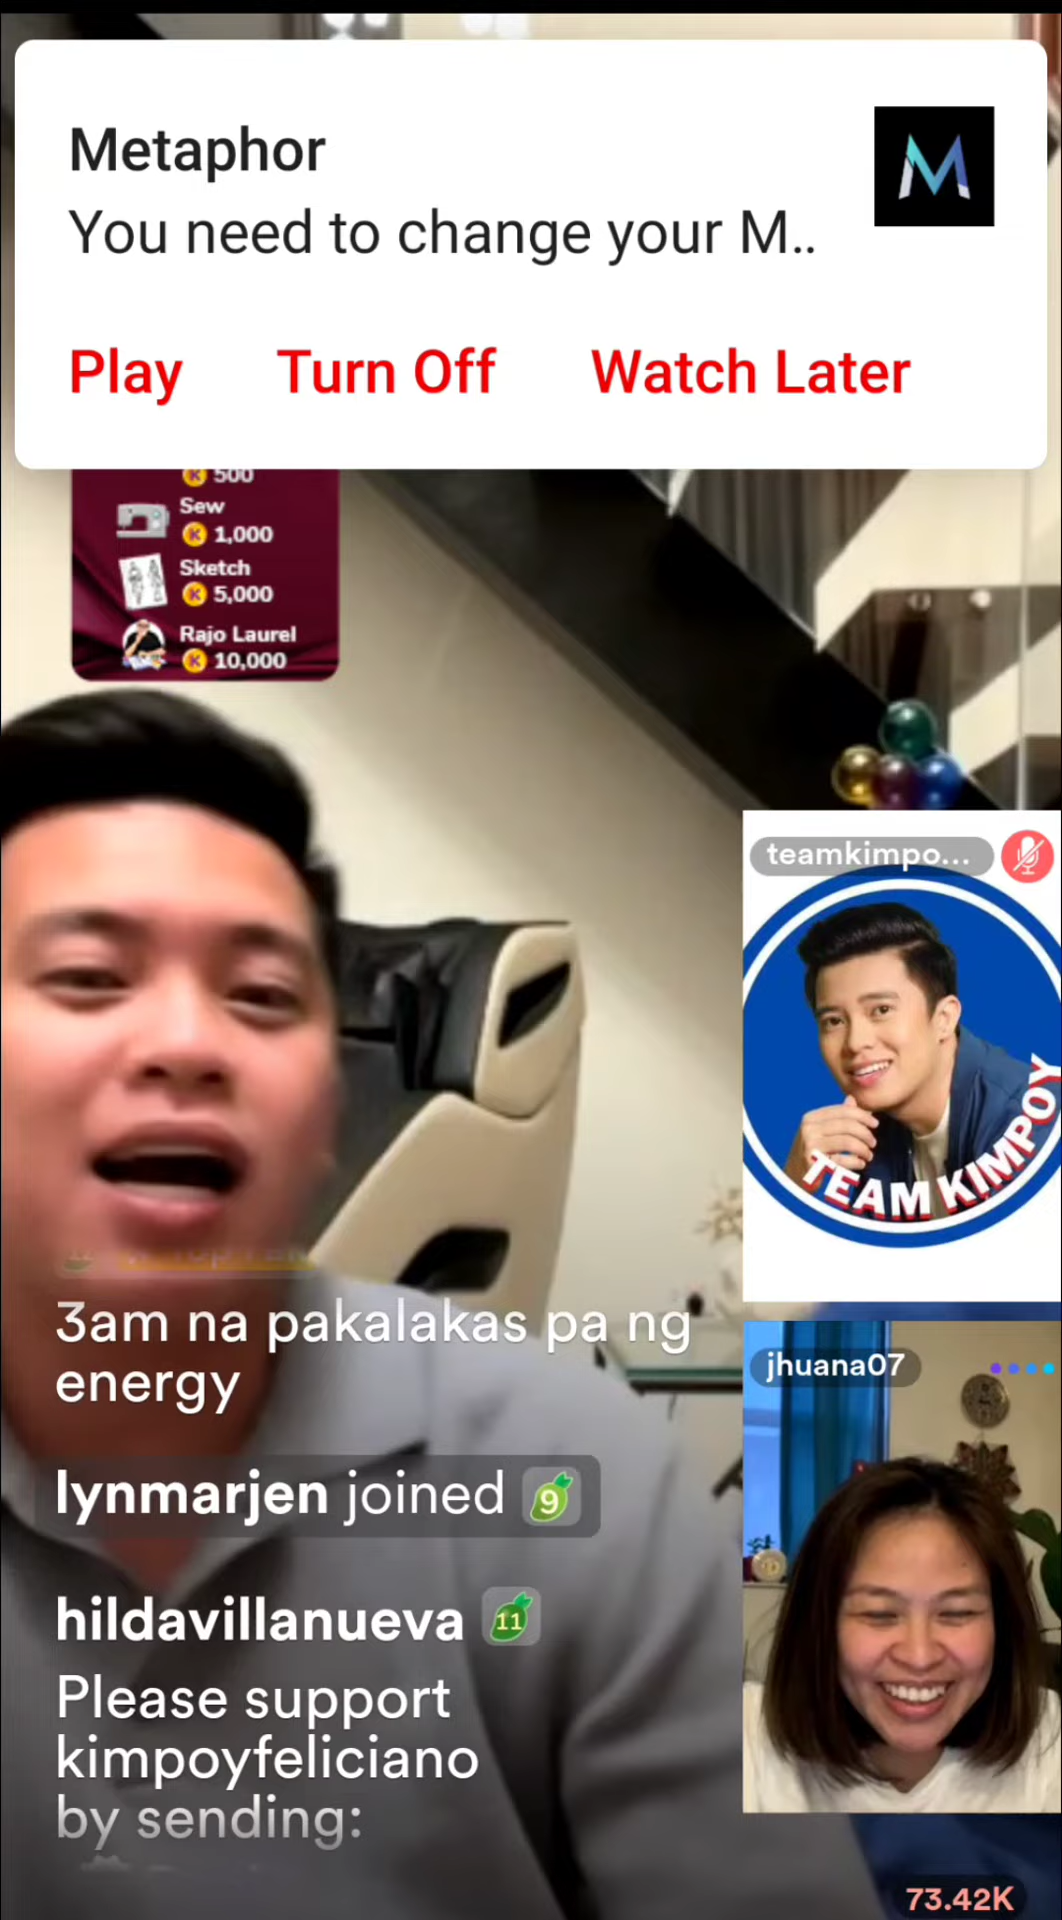 Metaphor
M
You need to change your M..
Play Turn Off Watch Later
K 500
Sew
K 1,000
Sketch
K 5,000
Rajo Laurel
K 10,000
teamkimpo...
TEAM KIMPOY
jhuana07
3am na pakalakas pa ng
energy
lynmarjen joined 9
hildavillanueva 11
Please support
kimpoyfeliciano
by sending:
73.42K